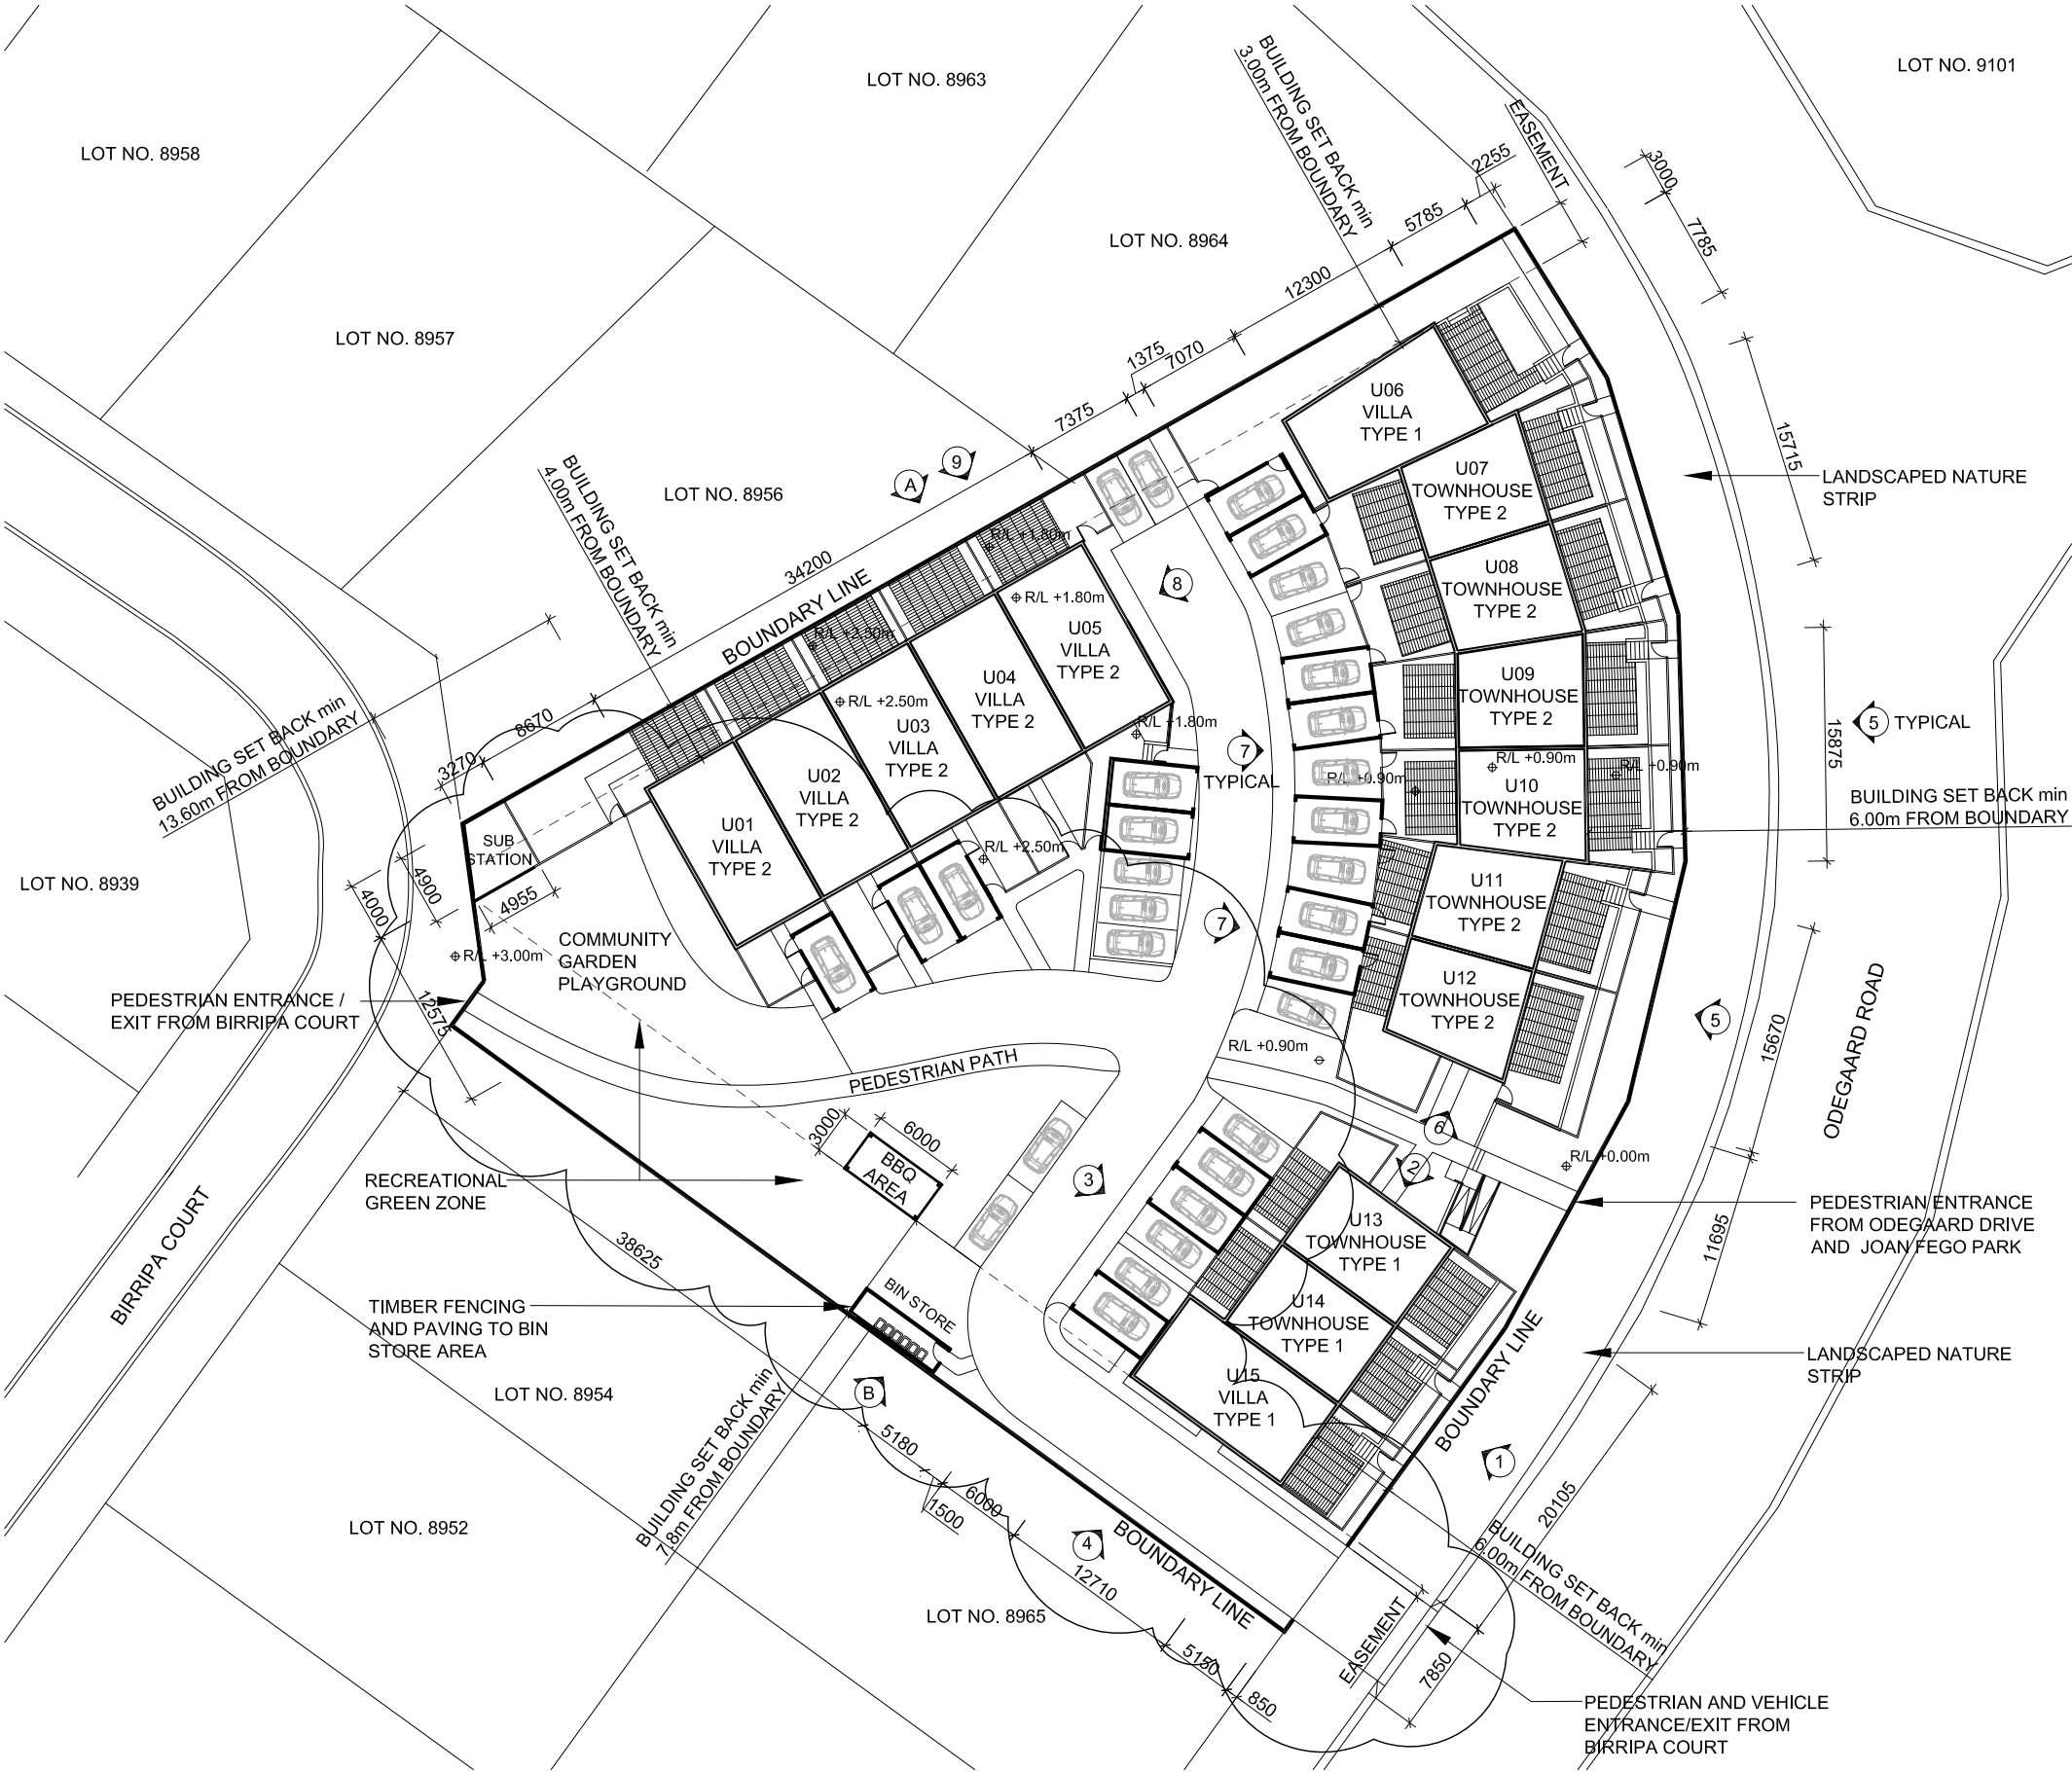 LOT NO. 9101
LOT NO. 8963
LOT NO. 8958
LOT NO. 8964
LOT NO. 8957
LOT NO. 8956
LOT NO. 8939
LOT NO. 8954
LOT NO. 8952
LOT NO. 8965
BUILDING SET BACK min
3.00m FROM BOUNDARY
EASEMENT
2255
5785
12300
7070
1375
7375
34200
8670
3270
3000
7785
15715
15875
15670
11695
20105
7850
BUILDING SET BACK min
4.00m FROM BOUNDARY
BOUNDARY LINE
BUILDING SET BACK min
13.60m FROM BOUNDARY
A
9
8
7
TYPICAL
7
5
TYPICAL
5
6
2
3
1
4
B
U06
VILLA
TYPE 1
U07
TOWNHOUSE
TYPE 2
U08
TOWNHOUSE
TYPE 2
U09
TOWNHOUSE
TYPE 2
U10
TOWNHOUSE
TYPE 2
U11
TOWNHOUSE
TYPE 2
U12
TOWNHOUSE
TYPE 2
U13
TOWNHOUSE
TYPE 1
U14
TOWNHOUSE
TYPE 1
U15
VILLA
TYPE 1
U05
VILLA
TYPE 2
U04
VILLA
TYPE 2
U03
VILLA
TYPE 2
U02
VILLA
TYPE 2
U01
VILLA
TYPE 2
R/L +1.80m
R/L +1.80m
R/L +1.80m
R/L +2.50m
R/L +2.50m
R/L +2.50m
R/L +3.00m
R/L +0.90m
R/L +0.90m
R/L +0.90m
R/L +0.90m
R/L +0.00m
SUB
STATION
4900
4000
4955
12575
COMMUNITY
GARDEN
PLAYGROUND
PEDESTRIAN ENTRANCE /
EXIT FROM BIRRIPA COURT
PEDESTRIAN PATH
3000
6000
BBQ
AREA
RECREATIONAL
GREEN ZONE
38625
BIN STORE
TIMBER FENCING
AND PAVING TO BIN
STORE AREA
BIRRIPA COURT
BUILDING SET BACK min
7.8m FROM BOUNDARY
5180
1500
6000
12710
5150
850
BOUNDARY LINE
EASEMENT
BOUNDARY LINE
BUILDING SET BACK min
6.00m FROM BOUNDARY
LANDSCAPED NATURE
STRIP
BUILDING SET BACK min
6.00m FROM BOUNDARY
ODEGAARD ROAD
PEDESTRIAN ENTRANCE
FROM ODEGAARD DRIVE
AND JOAN FEGO PARK
LANDSCAPED NATURE
STRIP
PEDESTRIAN AND VEHICLE
ENTRANCE/EXIT FROM
BIRRIPA COURT